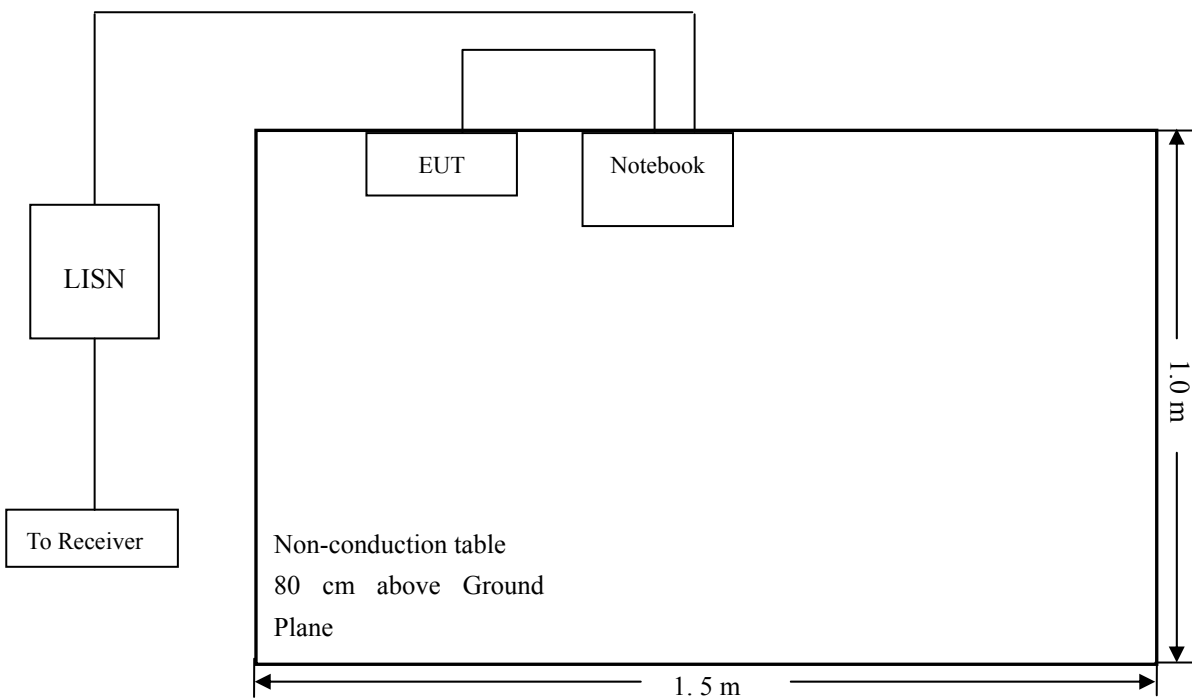 EUT
Notebook
LISN
To Receiver
Non-conduction table
80 cm above Ground
Plane
1.0 m
1. 5 m